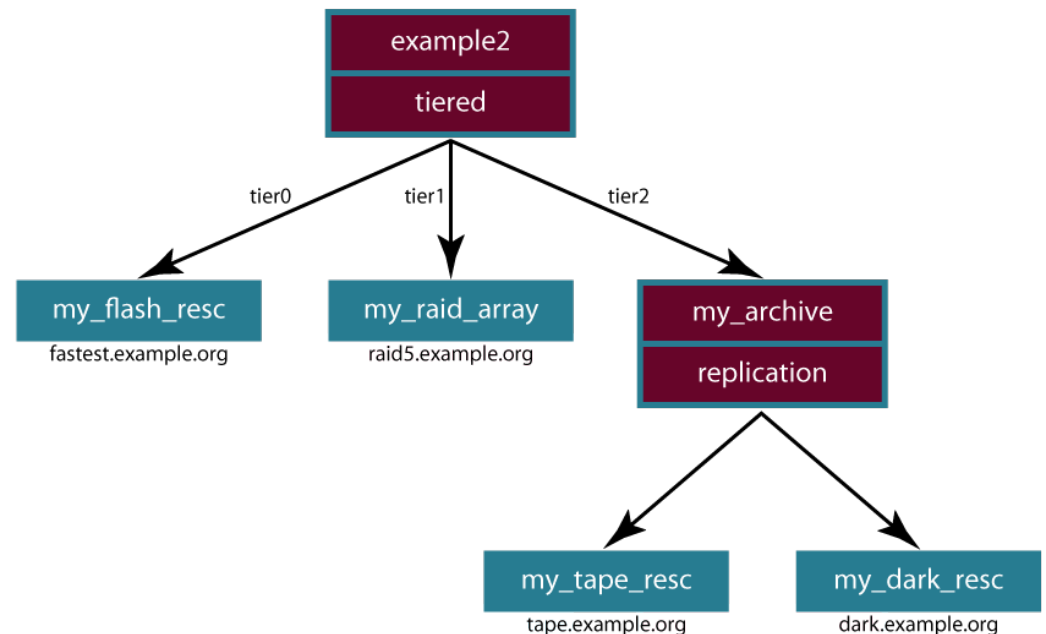 example2
tiered
tier0
tier1
tier2
my_flash_resc
my_raid_array
my_archive
fastest.example.org
raid5.example.org
replication
my_tape_resc
my_dark_resc
tape.example.org
dark.example.org